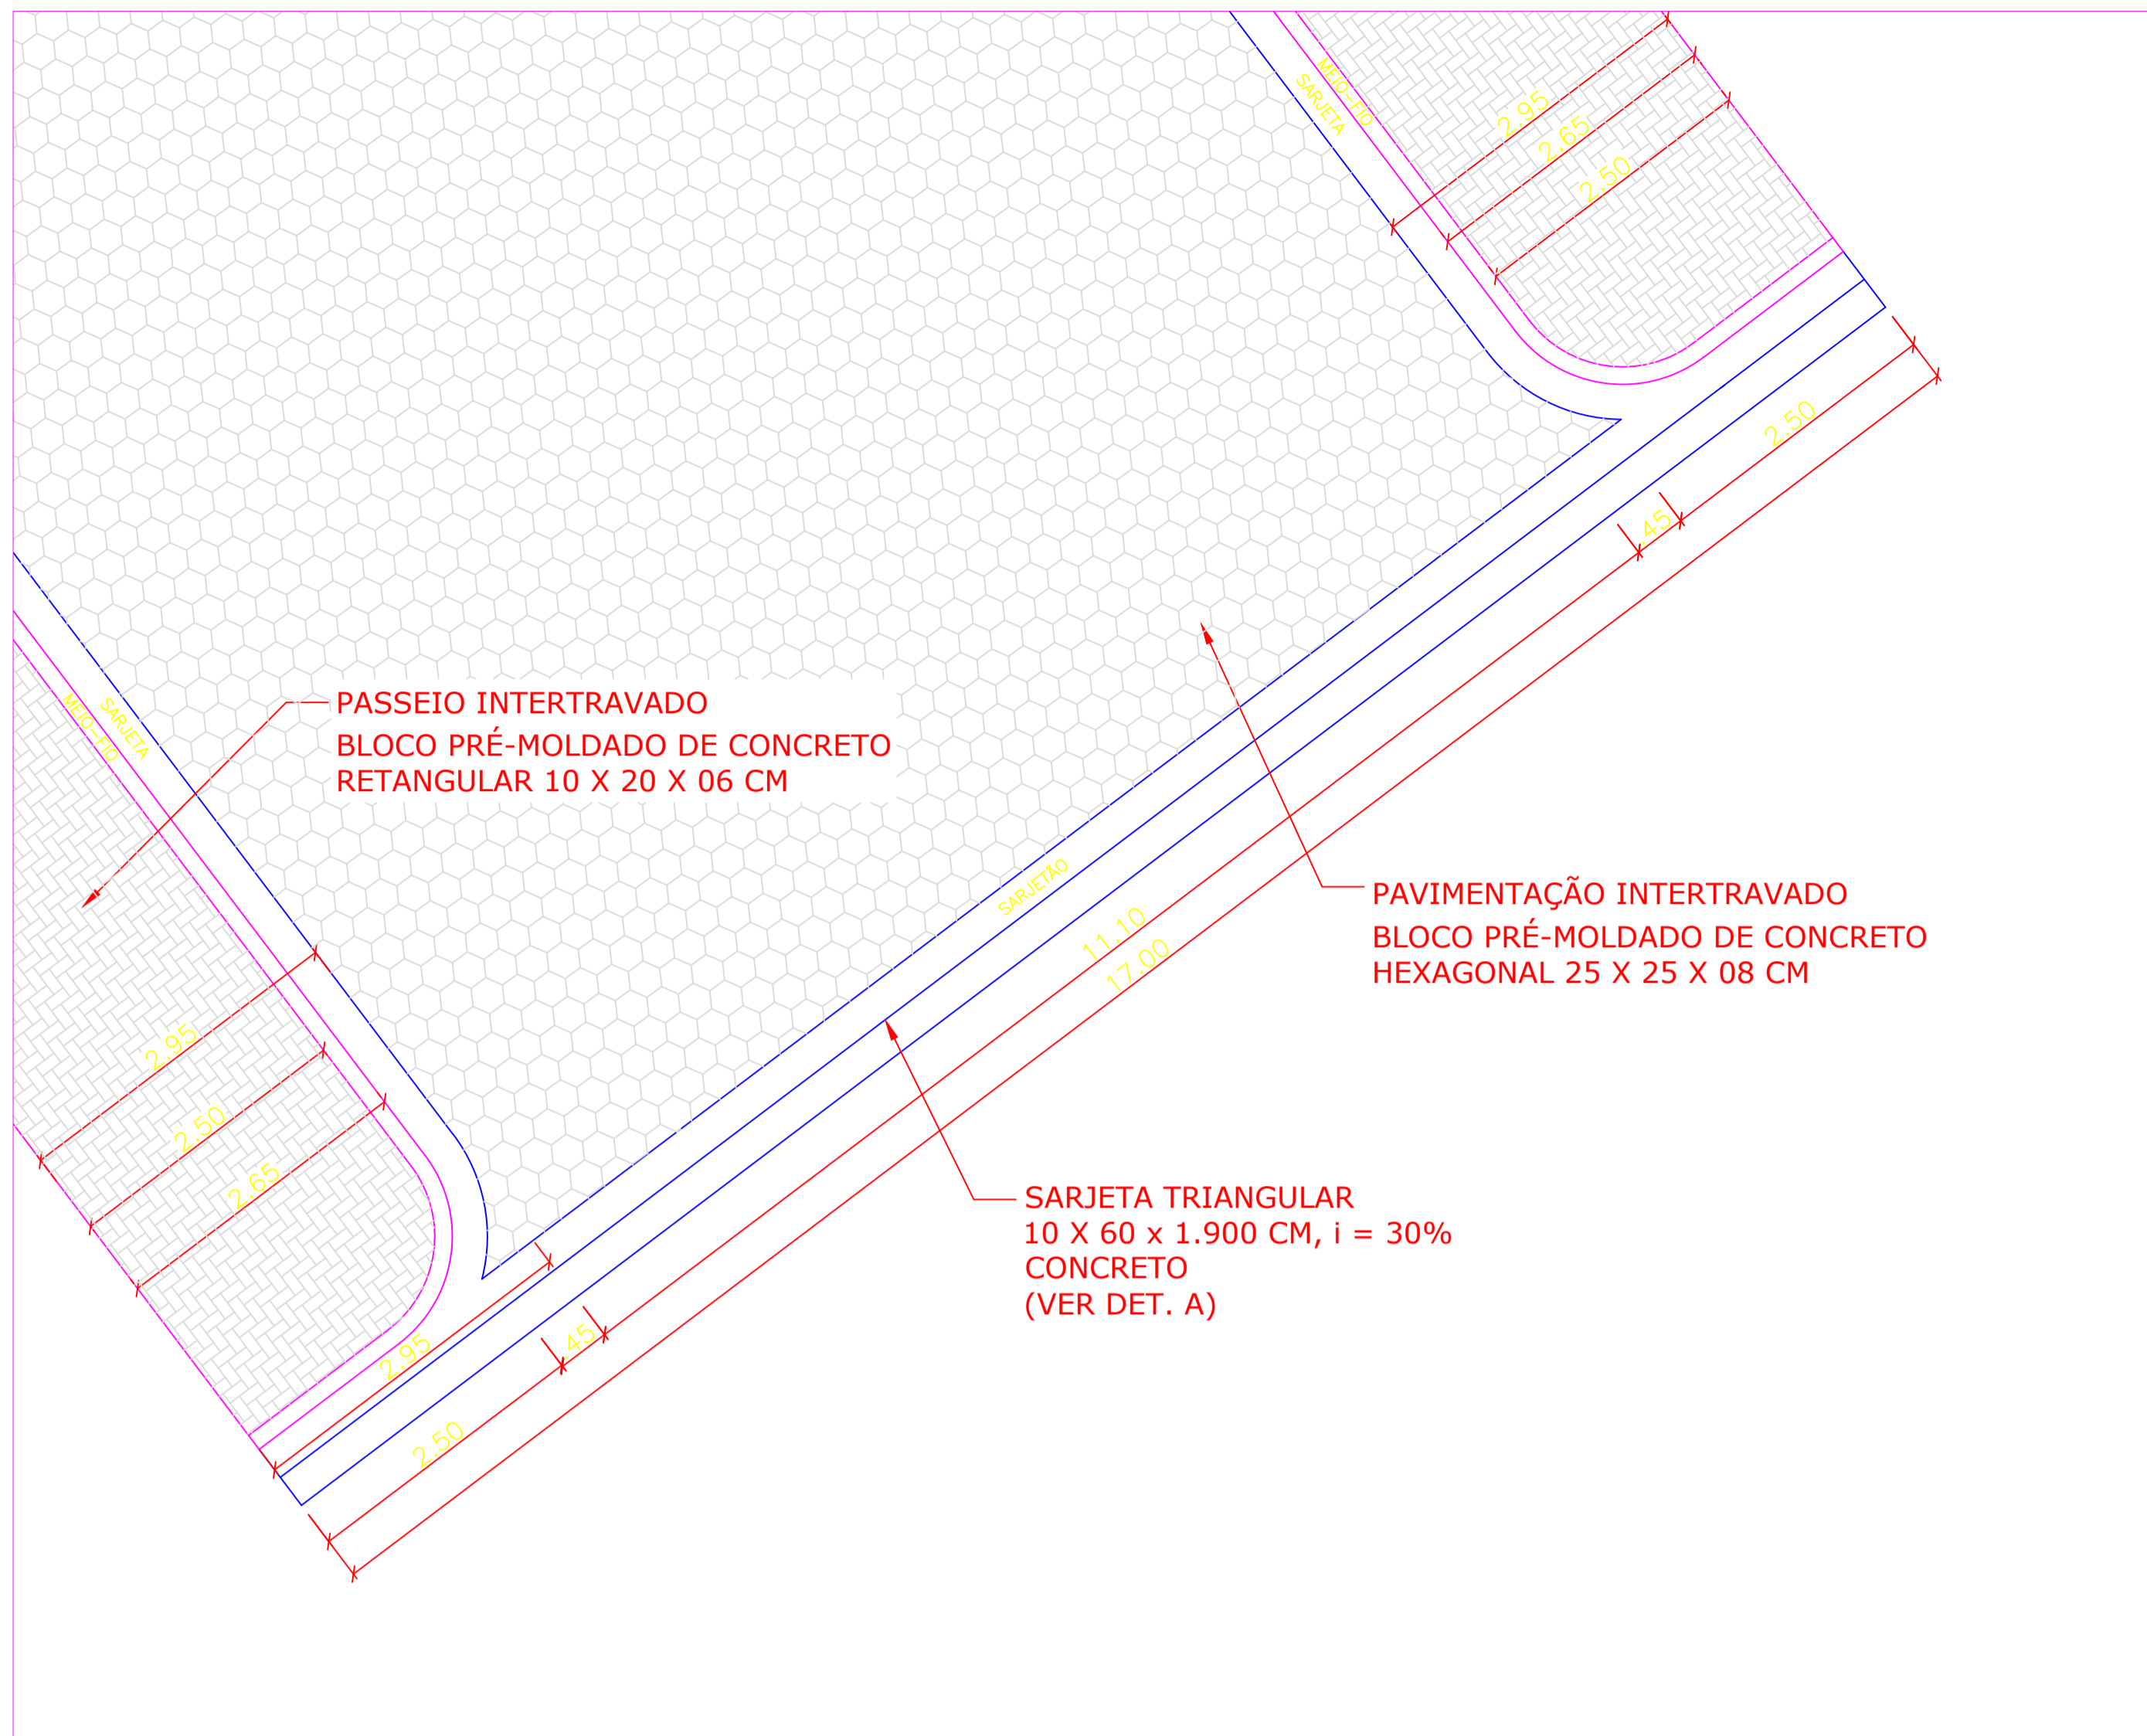 MEIO-FIO
SARJETA
2.95
2.65
2.50
2.50
.45
PASSEIO INTERTRAVADO
BLOCO PRÉ-MOLDADO DE CONCRETO
RETANGULAR 10 X 20 X 06 CM
SARJETA
MEIO-FIO
SARJETÃO
11.10
17.00
PAVIMENTAÇÃO INTERTRAVADO
BLOCO PRÉ-MOLDADO DE CONCRETO
HEXAGONAL 25 X 25 X 08 CM
2.95
2.50
2.65
SARJETA TRIANGULAR
10 X 60 x 1.900 CM, i = 30%
CONCRETO
(VER DET. A)
2.95
.45
2.50